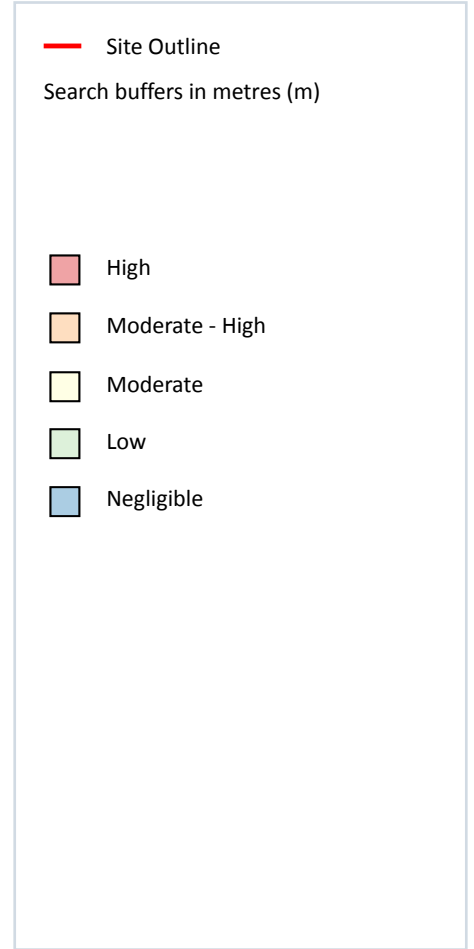 Site Outline
Search buffers in metres (m)
High
Moderate - High
Moderate
Low
Negligible